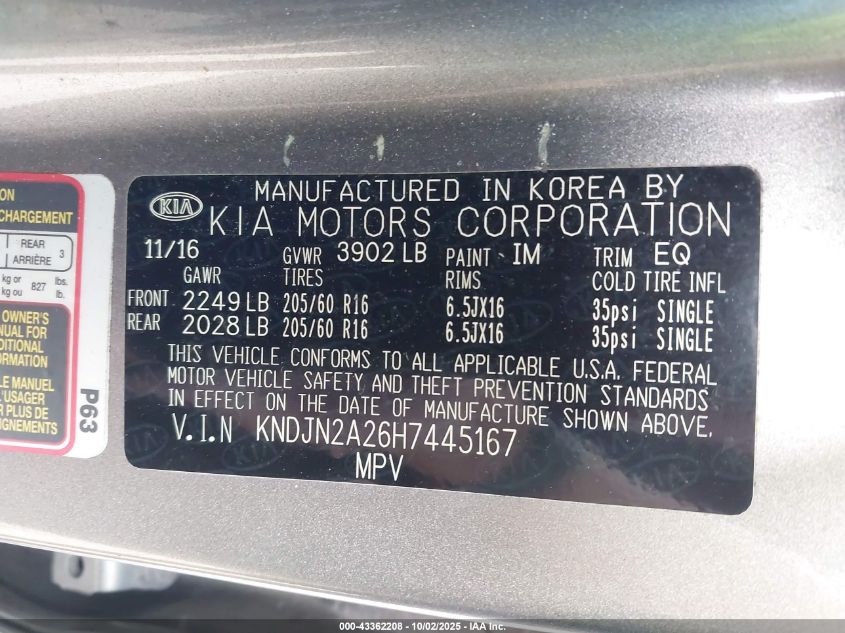 ON
CHARGEMENT
REAR 3
ARRIÈRE
kg or 827 lbs.
kg ou lb.
OWNER'S
NUAL FOR
DITIONAL
ORMATION
LE MANUEL
L'USAGER
R PLUS DE
GNEMENTS
P63
KIA
MANUFACTURED IN KOREA BY
KIA MOTORS CORPORATION
11/16 GVWR 3902 LB PAINT IM TRIM EQ
GAWR TIRES RIMS COLD TIRE INFL
FRONT 2249 LB 205/60 R16 6.5JX16 35psi SINGLE
REAR 2028 LB 205/60 R16 6.5JX16 35psi SINGLE
THIS VEHICLE CONFORMS TO ALL APPLICABLE U.S.A. FEDERAL
MOTOR VEHICLE SAFETY AND THEFT PREVENTION STANDARDS
IN EFFECT ON THE DATE OF MANUFACTURE SHOWN ABOVE.
V.I.N KNDJN2A26H7445167
MPV
000-43362208 - 10/02/2025 - IAA Inc.